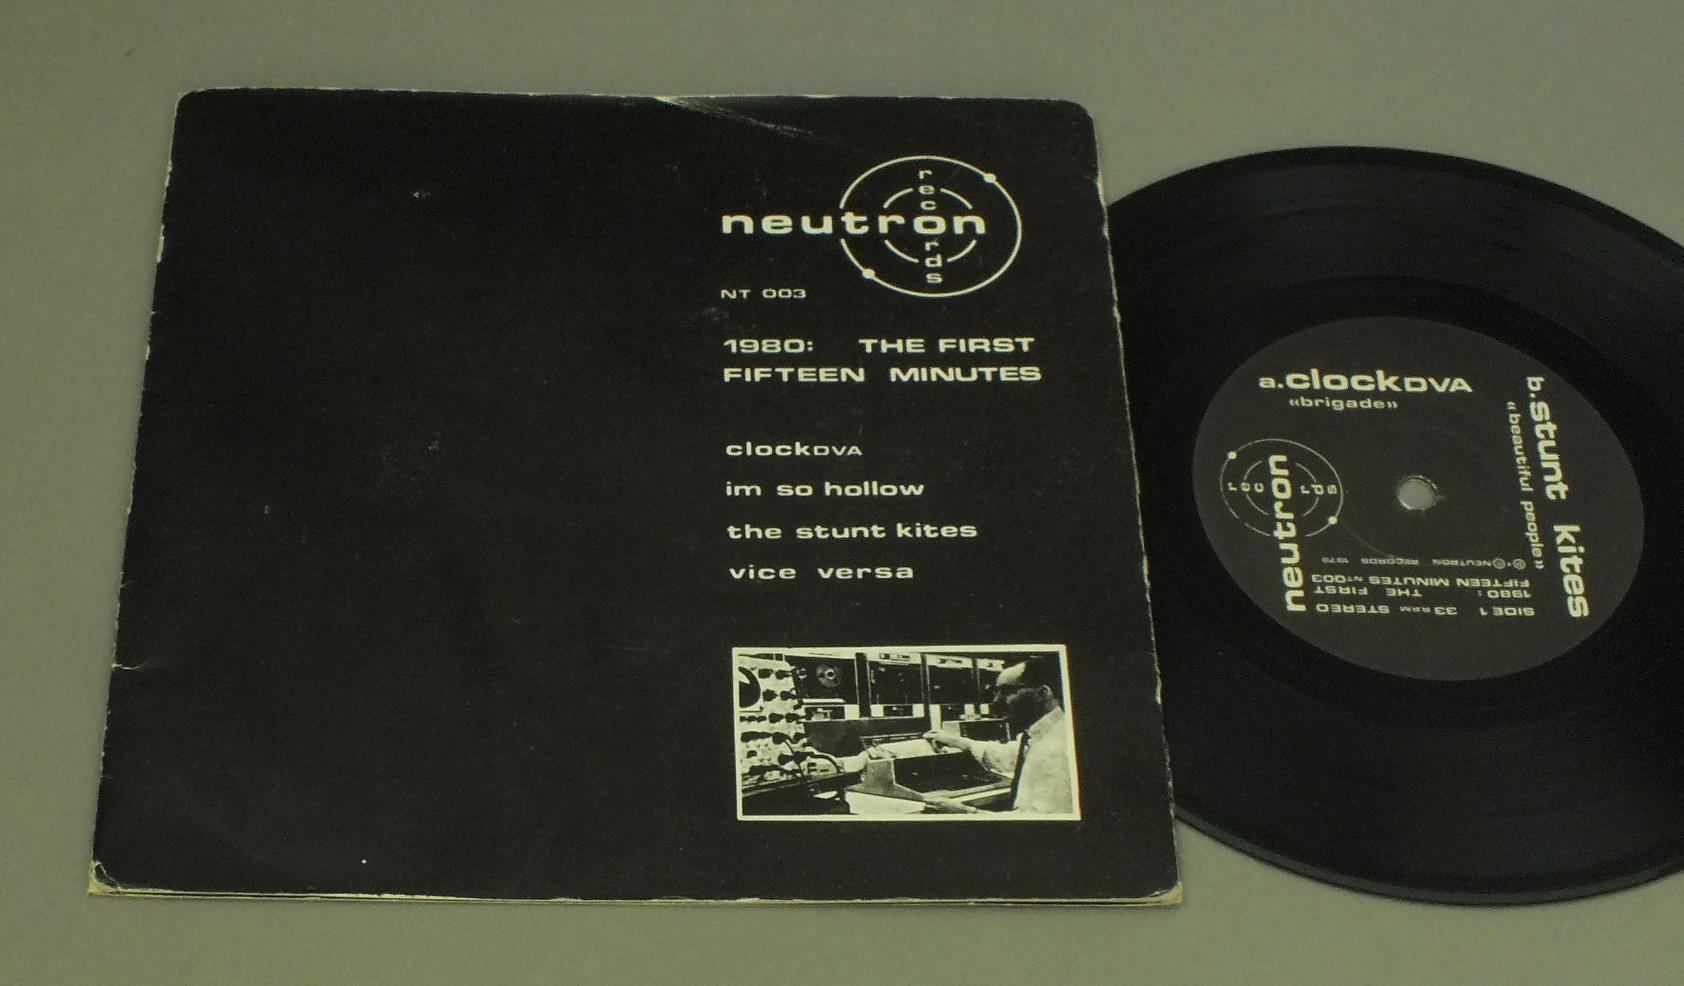 records
neutron
NT 003
1980: THE FIRST
FIFTEEN MINUTES
clockDVA
im so hollow
the stunt kites
vice versa
a.clockDVA
«brigade»
b.stunt kites
«beautiful people»
records
neutron
SIDE 1 33 R.P.M STEREO
1980: THE FIRST
FIFTEEN MINUTES NT003
℗+©NEUTRON RECORDS 1979